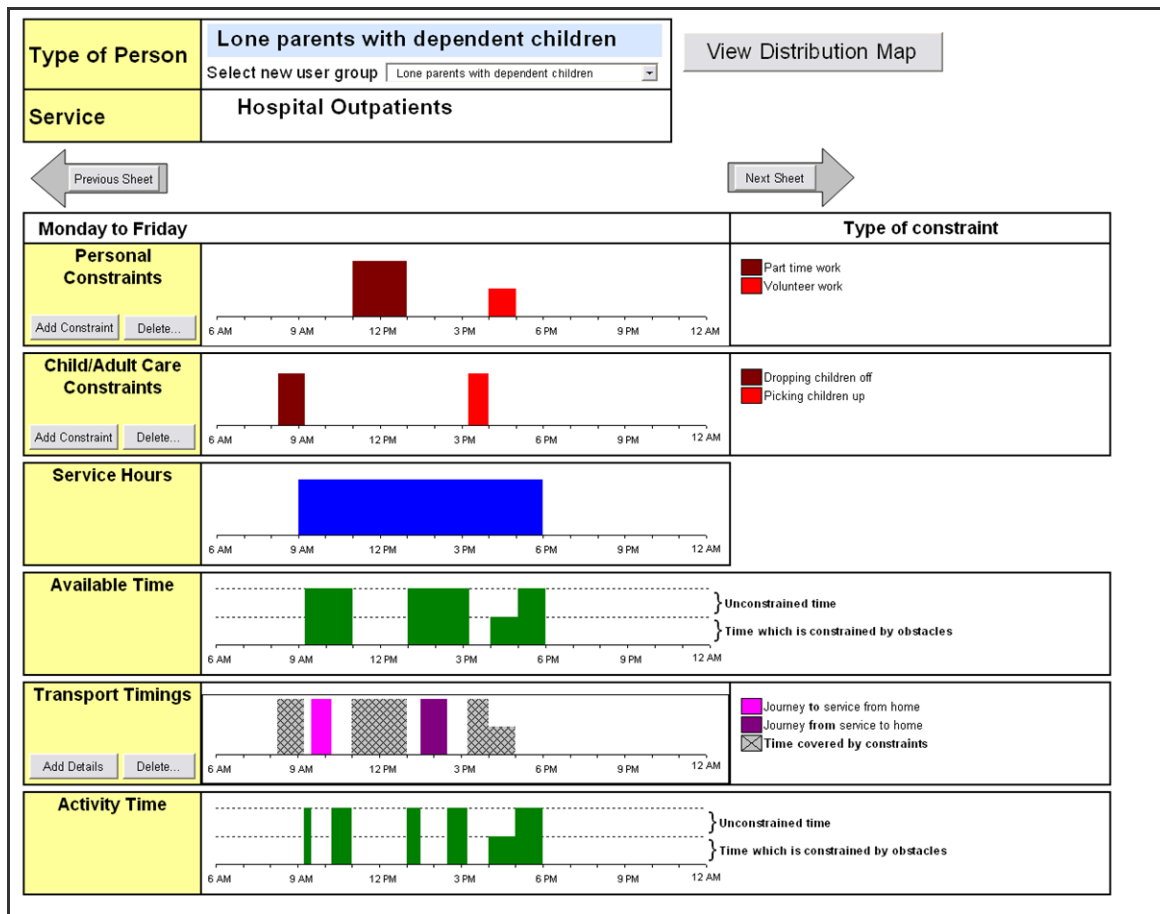 Type of Person
Lone parents with dependent children
Select new user group Lone parents with dependent children
View Distribution Map
Service
Hospital Outpatients
Previous Sheet
Next Sheet
Monday to Friday
Type of constraint
Personal
Constraints
Add Constraint Delete...
6 AM 9 AM 12 PM 3 PM 6 PM 9 PM 12 AM
Part time work
Volunteer work
Child/Adult Care
Constraints
Add Constraint Delete...
6 AM 9 AM 12 PM 3 PM 6 PM 9 PM 12 AM
Dropping children off
Picking children up
Service Hours
6 AM 9 AM 12 PM 3 PM 6 PM 9 PM 12 AM
Available Time
6 AM 9 AM 12 PM 3 PM 6 PM 9 PM 12 AM
Unconstrained time
Time which is constrained by obstacles
Transport Timings
Add Details Delete...
6 AM 9 AM 12 PM 3 PM 6 PM 9 PM 12 AM
Journey to service from home
Journey from service to home
Time covered by constraints
Activity Time
6 AM 9 AM 12 PM 3 PM 6 PM 9 PM 12 AM
Unconstrained time
Time which is constrained by obstacles